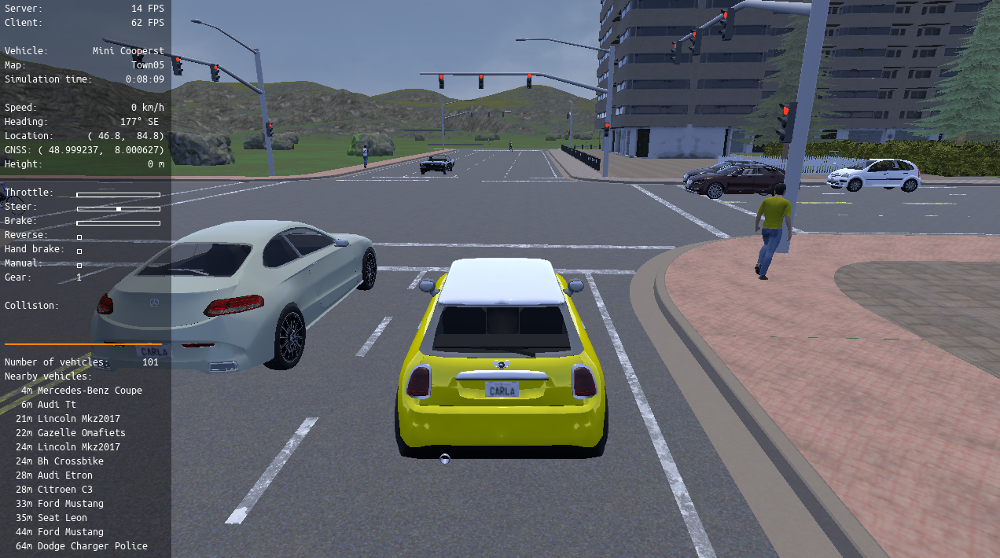 Server: 14 FPS
Client: 62 FPS
Vehicle: Mini Cooperst
Map: Town05
Simulation time: 0:08:09
Speed: 0 km/h
Heading: 177° SE
Location: ( 46.8, 84.8)
GNSS: ( 48.999237, 8.000627)
Height: 0 m
Throttle:
Steer:
Brake:
Reverse:
Hand brake:
Manual:
Gear: 1
Collision:
Number of vehicles: 101
Nearby vehicles:
4m Mercedes-Benz Coupe
6m Audi Tt
21m Lincoln Mkz2017
22m Gazelle Omafiets
24m Lincoln Mkz2017
24m Bh Crossbike
28m Audi Etron
28m Citroen C3
33m Ford Mustang
35m Seat Leon
44m Ford Mustang
64m Dodge Charger Police
CARLA
CARLA